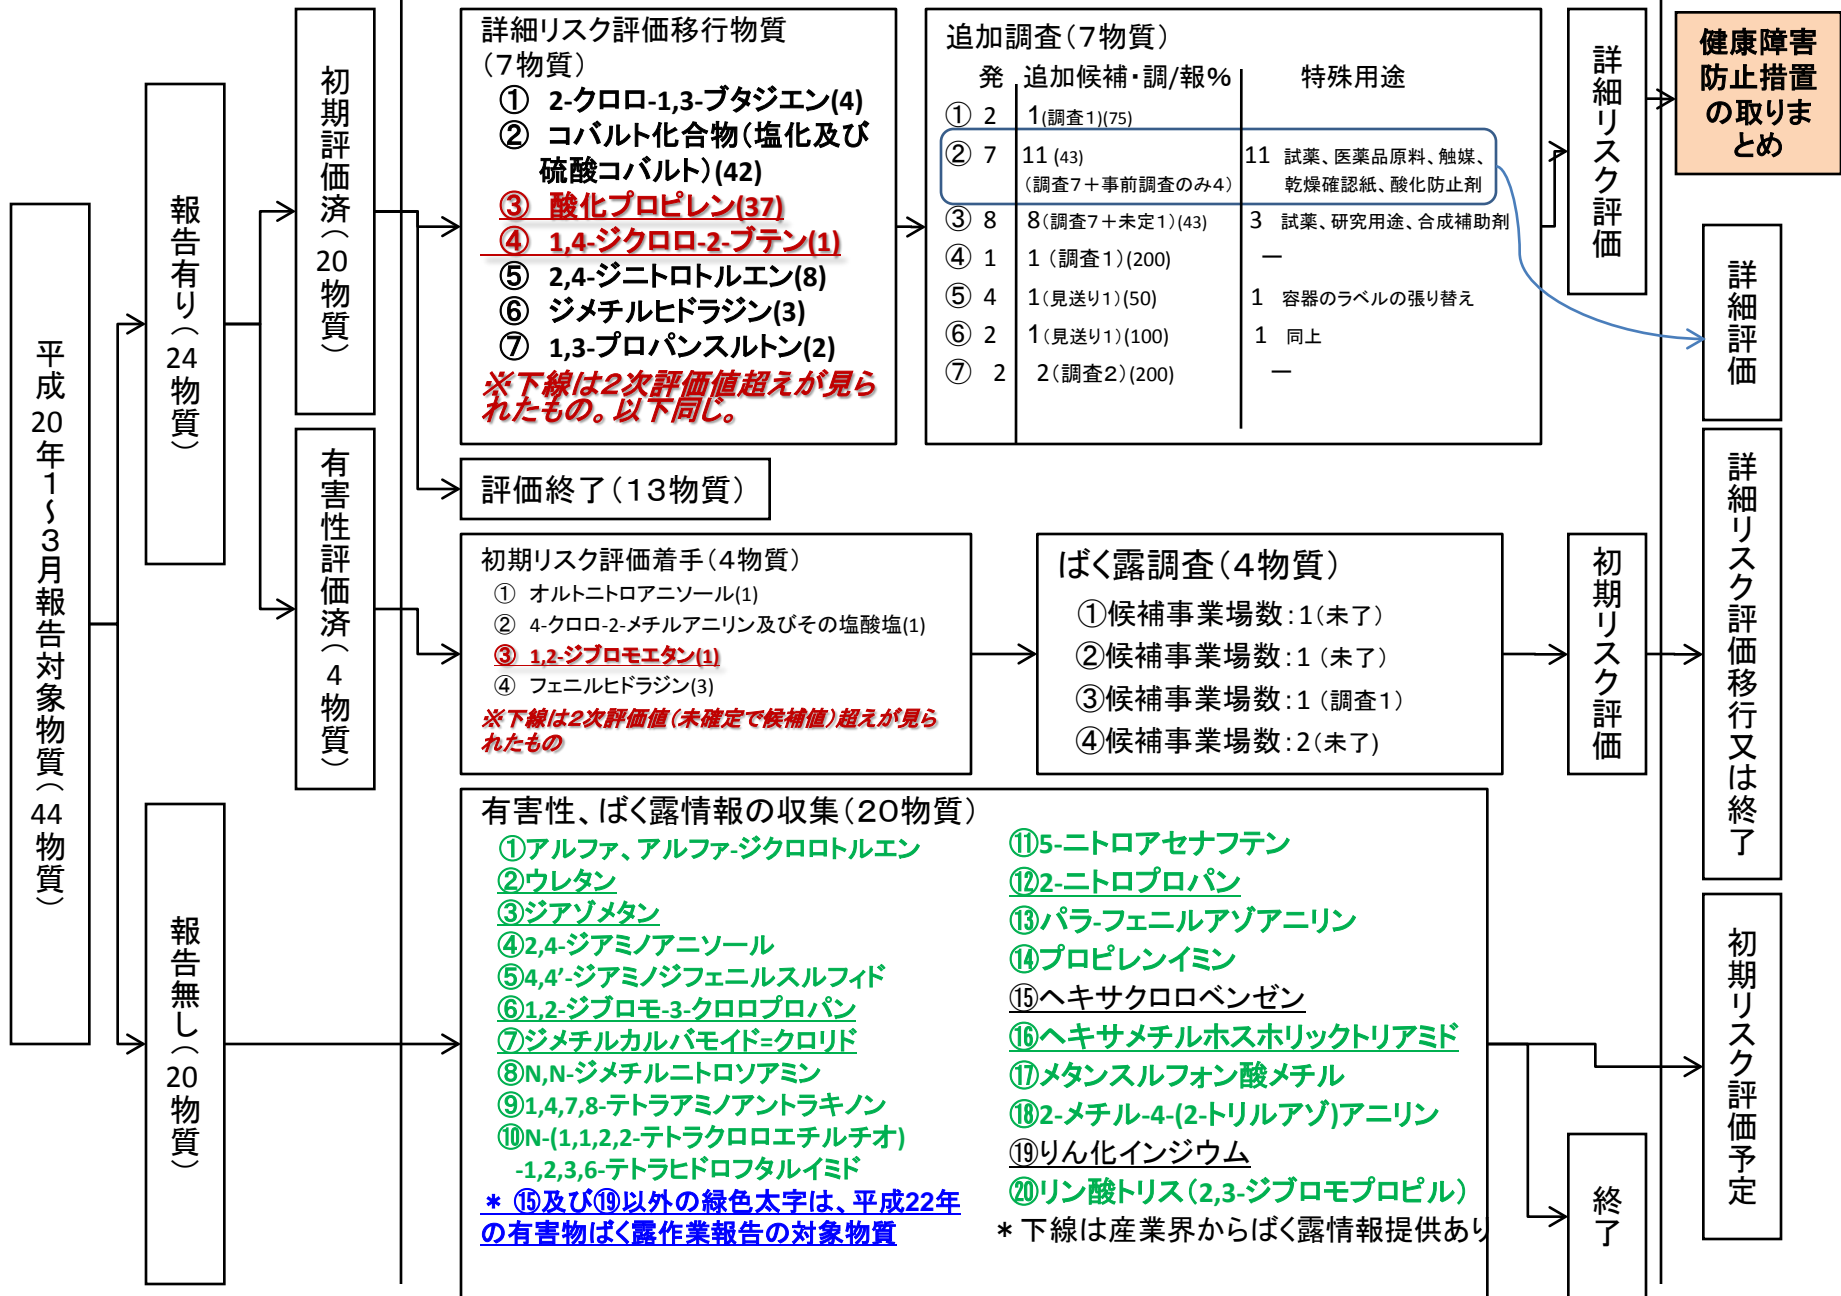 平成20年1～3月報告対象物質（44物質）
報告有り（24物質）
報告無し（20物質）
初期評価済（20物質）
有害性評価済（4物質）
詳細リスク評価移行物質
（7物質）
① 2-クロロ-1,3-ブタジエン(4)
② コバルト化合物（塩化及び
硫酸コバルト）(42)
③ 酸化プロピレン(37)
④ 1,4-ジクロロ-2-ブテン(1)
⑤ 2,4-ジニトロトルエン(8)
⑥ ジメチルヒドラジン(3)
⑦ 1,3-プロパンスルトン(2)
※下線は2次評価値超えが見ら
れたもの。以下同じ。
追加調査（7物質）
発 追加候補・調/報% 特殊用途
① 2 1(調査1)(75)
② 7 11 (43) 11 試薬、医薬品原料、触媒、
（調査7＋事前調査のみ4） 乾燥確認紙、酸化防止剤
③ 8 8（調査7＋未定1）(43) 3 試薬、研究用途、合成補助剤
④ 1 1（調査1）(200) ー
⑤ 4 1（見送り1）(50) 1 容器のラベルの張り替え
⑥ 2 1（見送り1）(100) 1 同上
⑦ 2 2（調査2）(200) ー
詳細リスク評価
健康障害
防止措置
の取りま
とめ
詳細評価
評価終了（13物質）
初期リスク評価着手（4物質）
① オルトニトロアニソール(1)
② 4-クロロ-2-メチルアニリン及びその塩酸塩(1)
③ 1,2-ジブロモエタン(1)
④ フェニルヒドラジン(3)
※下線は2次評価値（未確定で候補値）超えが見ら
れたもの
ばく露調査（4物質）
①候補事業場数：1（未了）
②候補事業場数：1（未了）
③候補事業場数：1（調査1）
④候補事業場数：2（未了）
初期リスク評価
詳細リスク評価移行又は終了
有害性、ばく露情報の収集（20物質）
①アルファ、アルファ-ジクロロトルエン
②ウレタン
③ジアゾメタン
④2,4-ジアミノアニソール
⑤4,4’-ジアミノジフェニルスルフィド
⑥1,2-ジブロモ-3-クロロプロパン
⑦ジメチルカルバモイド=クロリド
⑧N,N-ジメチルニトロソアミン
⑨1,4,7,8-テトラアミノアントラキノン
⑩N-(1,1,2,2-テトラクロロエチルチオ)
-1,2,3,6-テトラヒドロフタルイミド
＊ ⑮及び⑲以外の緑色太字は、平成22年
の有害物ばく露作業報告の対象物質
⑪5-ニトロアセナフテン
⑫2-ニトロプロパン
⑬パラ-フェニルアゾアニリン
⑭プロピレンイミン
⑮ヘキサクロロベンゼン
⑯ヘキサメチルホスホリックトリアミド
⑰メタンスルフォン酸メチル
⑱2-メチル-4-(2-トリルアゾ)アニリン
⑲りん化インジウム
⑳リン酸トリス（2,3-ジブロモプロピル）
＊下線は産業界からばく露情報提供あり
初期リスク評価予定
終了